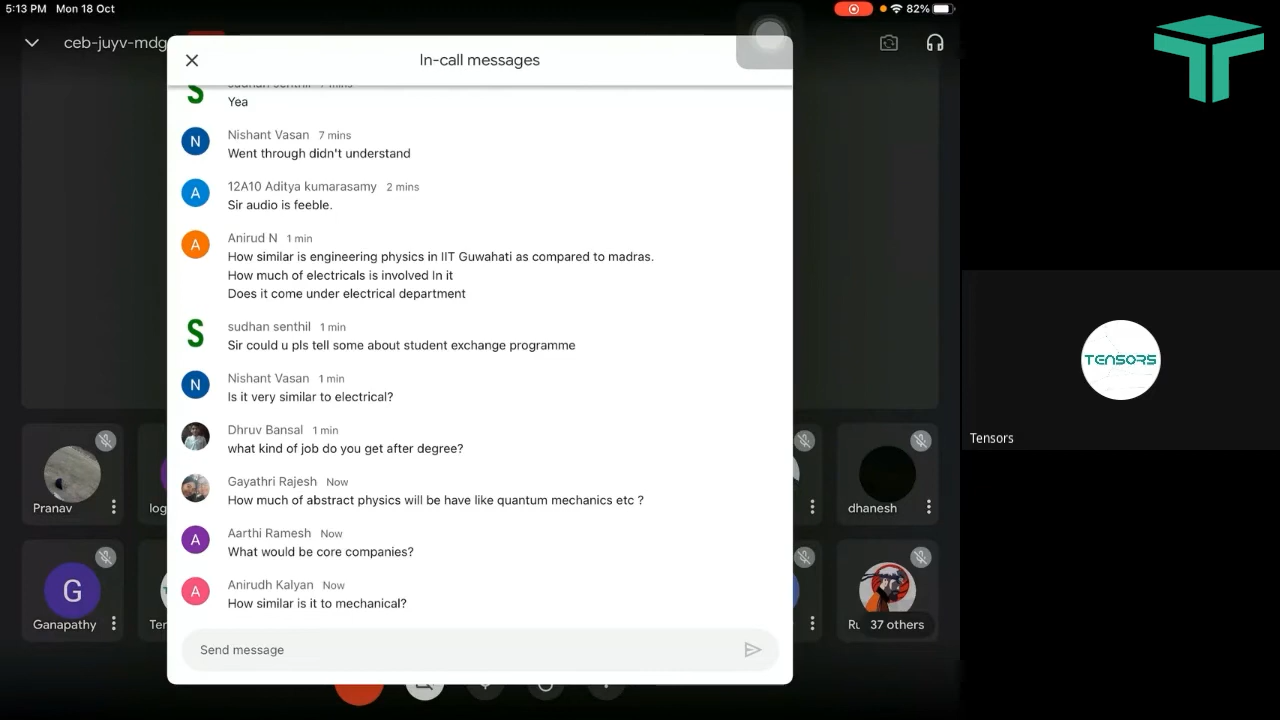 5:13 PM Mon 18 Oct
82%
ceb-juyv-mdg
In-call messages
sudhan senthil 7 mins
Yea
N
Nishant Vasan 7 mins
Went through didn't understand
A
12A10 Aditya kumarasamy 2 mins
Sir audio is feeble.
A
Anirud N 1 min
How similar is engineering physics in IIT Guwahati as compared to madras.
How much of electricals is involved In it
Does it come under electrical department
S
sudhan senthil 1 min
Sir could u pls tell some about student exchange programme
N
Nishant Vasan 1 min
Is it very similar to electrical?
Dhruv Bansal 1 min
what kind of job do you get after degree?
Gayathri Rajesh Now
How much of abstract physics will be have like quantum mechanics etc ?
A
Aarthi Ramesh Now
What would be core companies?
A
Anirudh Kalyan Now
How similar is it to mechanical?
Send message
Pranav
log
dhanesh
G
Ganapathy
Ter
Ru
37 others
TENSORS
Tensors